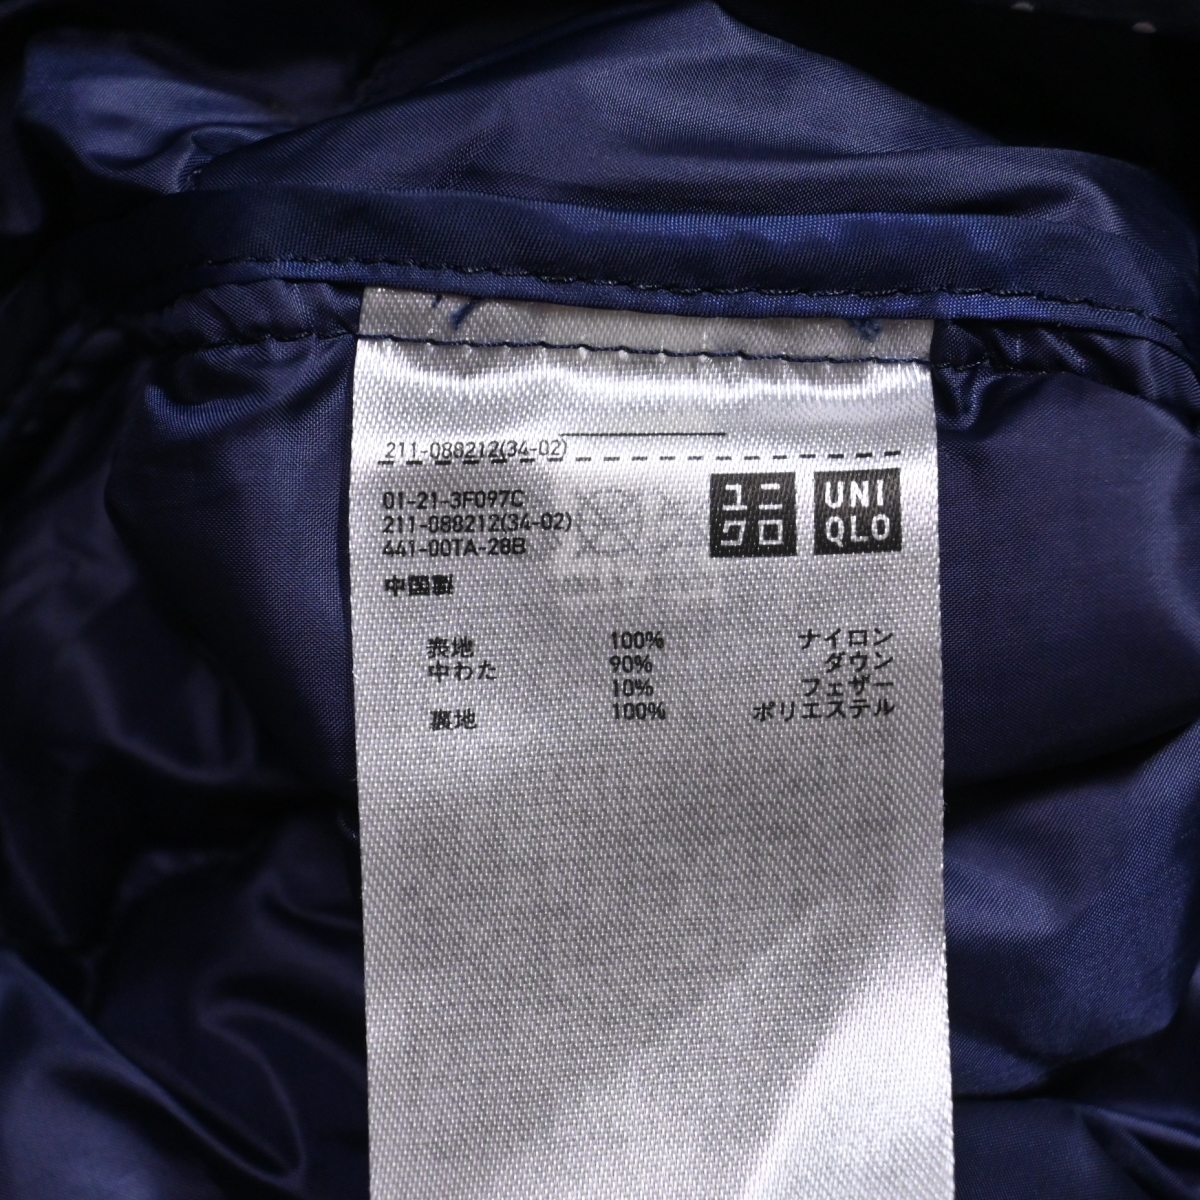 211-088212(34-02)
01-21-3F097C
211-088212(34-02)
441-00TA-28B
中国製
ユニクロ
UNIQLO
表地 100% ナイロン
中わた 90% ダウン
10% フェザー
裏地 100% ポリエステル